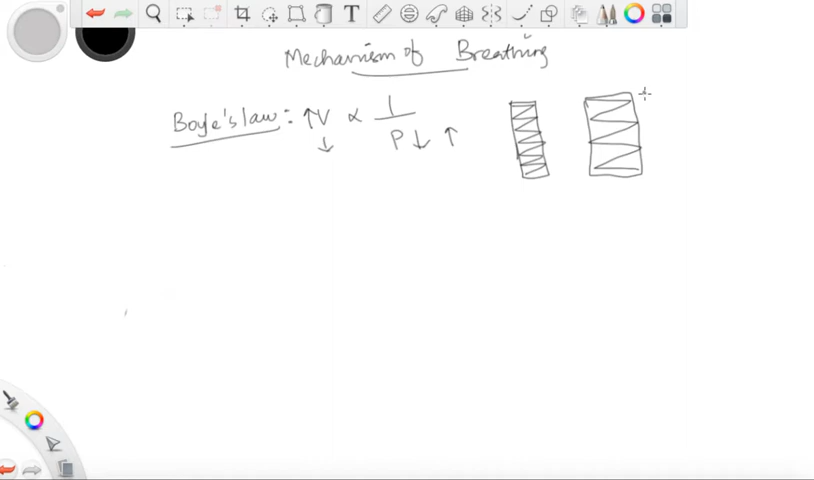 Mechanism of Breathing
Boyle's law: ↑V ∝ 1/P ↓ ↑
↓